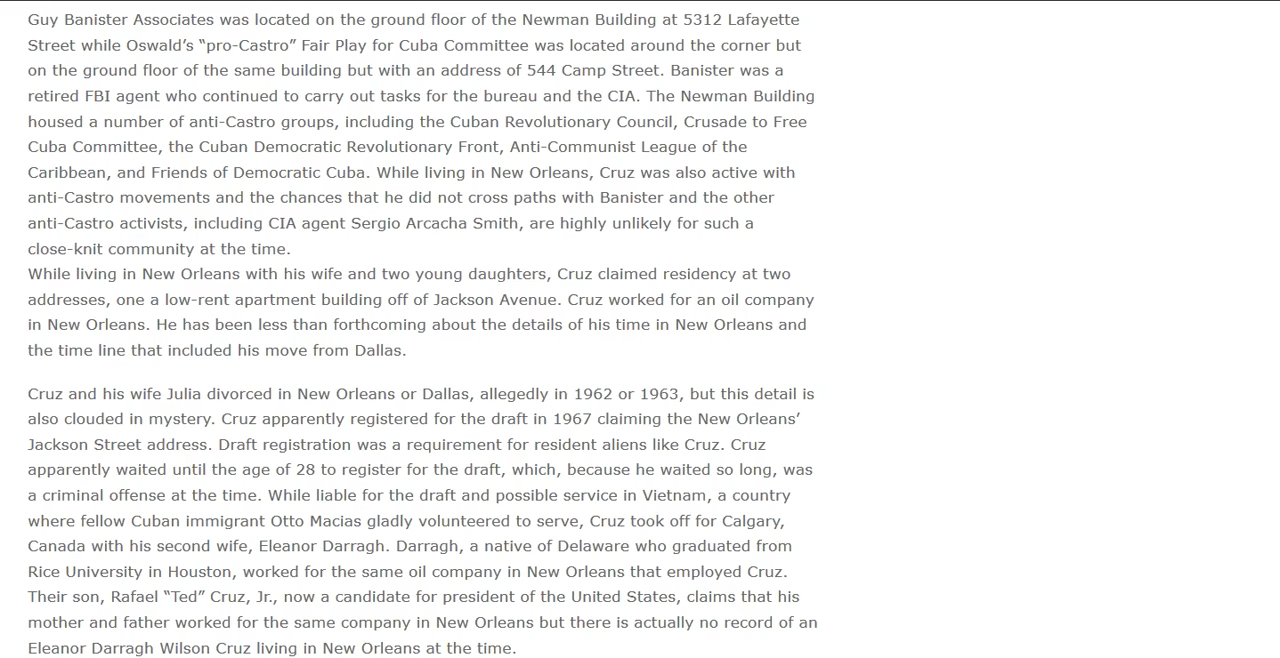 Guy Banister Associates was located on the ground floor of the Newman Building at 5312 Lafayette
Street while Oswald’s “pro-Castro” Fair Play for Cuba Committee was located around the corner but
on the ground floor of the same building but with an address of 544 Camp Street. Banister was a
retired FBI agent who continued to carry out tasks for the bureau and the CIA. The Newman Building
housed a number of anti-Castro groups, including the Cuban Revolutionary Council, Crusade to Free
Cuba Committee, the Cuban Democratic Revolutionary Front, Anti-Communist League of the
Caribbean, and Friends of Democratic Cuba. While living in New Orleans, Cruz was also active with
anti-Castro movements and the chances that he did not cross paths with Banister and the other
anti-Castro activists, including CIA agent Sergio Arcacha Smith, are highly unlikely for such a
close-knit community at the time.
While living in New Orleans with his wife and two young daughters, Cruz claimed residency at two
addresses, one a low-rent apartment building off of Jackson Avenue. Cruz worked for an oil company
in New Orleans. He has been less than forthcoming about the details of his time in New Orleans and
the time line that included his move from Dallas.
Cruz and his wife Julia divorced in New Orleans or Dallas, allegedly in 1962 or 1963, but this detail is
also clouded in mystery. Cruz apparently registered for the draft in 1967 claiming the New Orleans’
Jackson Street address. Draft registration was a requirement for resident aliens like Cruz. Cruz
apparently waited until the age of 28 to register for the draft, which, because he waited so long, was
a criminal offense at the time. While liable for the draft and possible service in Vietnam, a country
where fellow Cuban immigrant Otto Macias gladly volunteered to serve, Cruz took off for Calgary,
Canada with his second wife, Eleanor Darragh. Darragh, a native of Delaware who graduated from
Rice University in Houston, worked for the same oil company in New Orleans that employed Cruz.
Their son, Rafael “Ted” Cruz, Jr., now a candidate for president of the United States, claims that his
mother and father worked for the same company in New Orleans but there is actually no record of an
Eleanor Darragh Wilson Cruz living in New Orleans at the time.